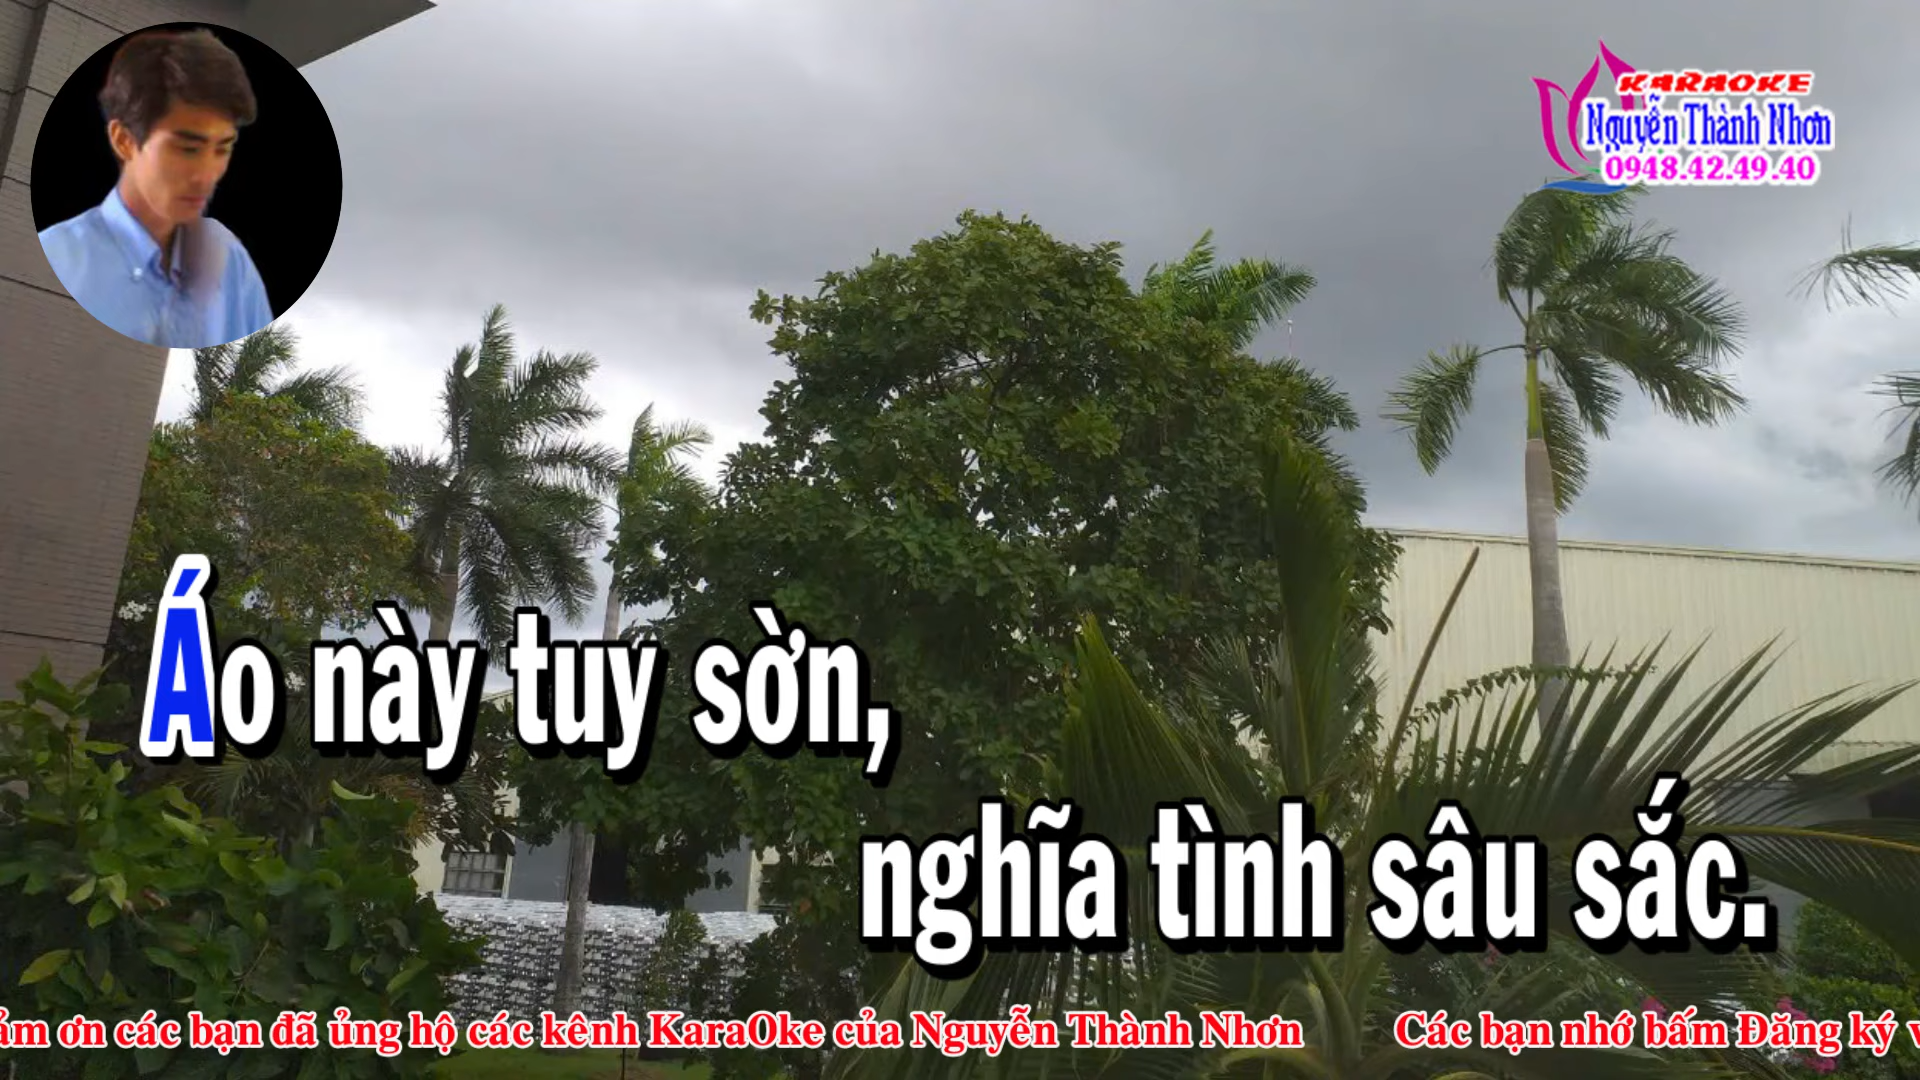 KARAOKE
Nguyễn Thành Nhơn
0948.42.49.40
Áo này tuy sờn,
nghĩa tình sâu sắc.
ảm ơn các bạn đã ủng hộ các kênh KaraOke của Nguyễn Thành Nhơn Các bạn nhớ bấm Đăng ký v